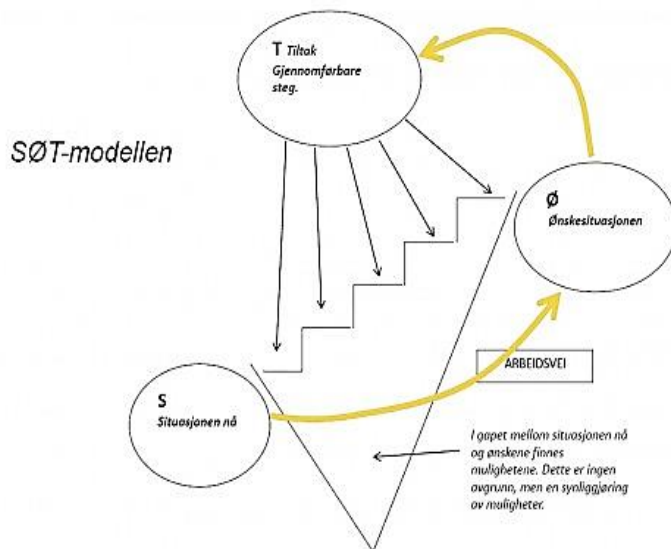 T Tiltak
Gjennomførbare
steg.
SØT-modellen
Ø
Ønskesituasjonen
ARBEIDSVEI
S
Situasjonen nå
I gapet mellom situasjonen nå
og ønskene finnes
mulighetene. Dette er ingen
avgrunn, men en synliggjøring
av muligheter.